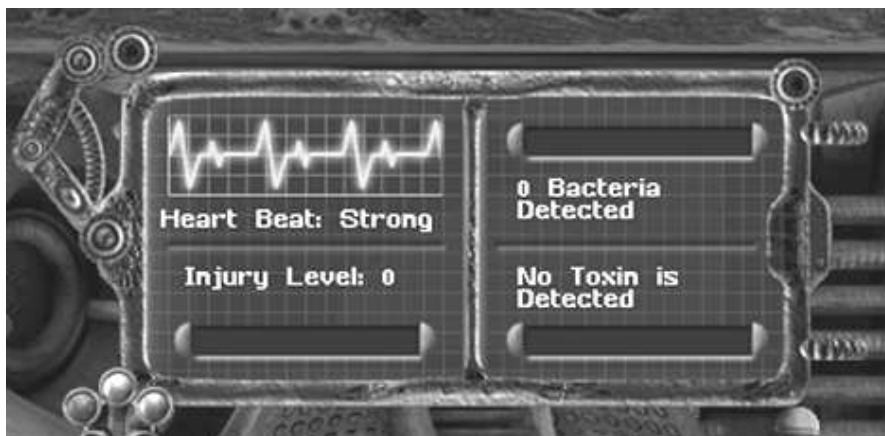 Heart Beat: Strong
Injury Level: 0
0 Bacteria
Detected
No Toxin is
Detected